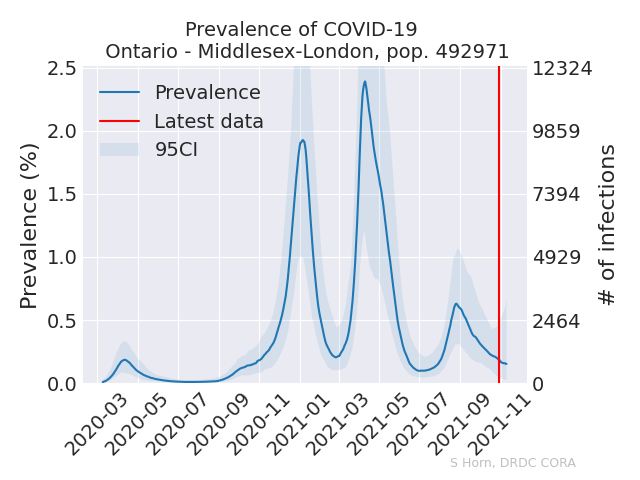 Prevalence of COVID-19
Ontario - Middlesex-London, pop. 492971
Prevalence (%)
2.5
2.0
1.5
1.0
0.5
0.0
Prevalence
Latest data
95CI
12324
9859
7394
4929
2464
0
# of infections
2020-03
2020-05
2020-07
2020-09
2020-11
2021-01
2021-03
2021-05
2021-07
2021-09
2021-11
S Horn, DRDC CORA